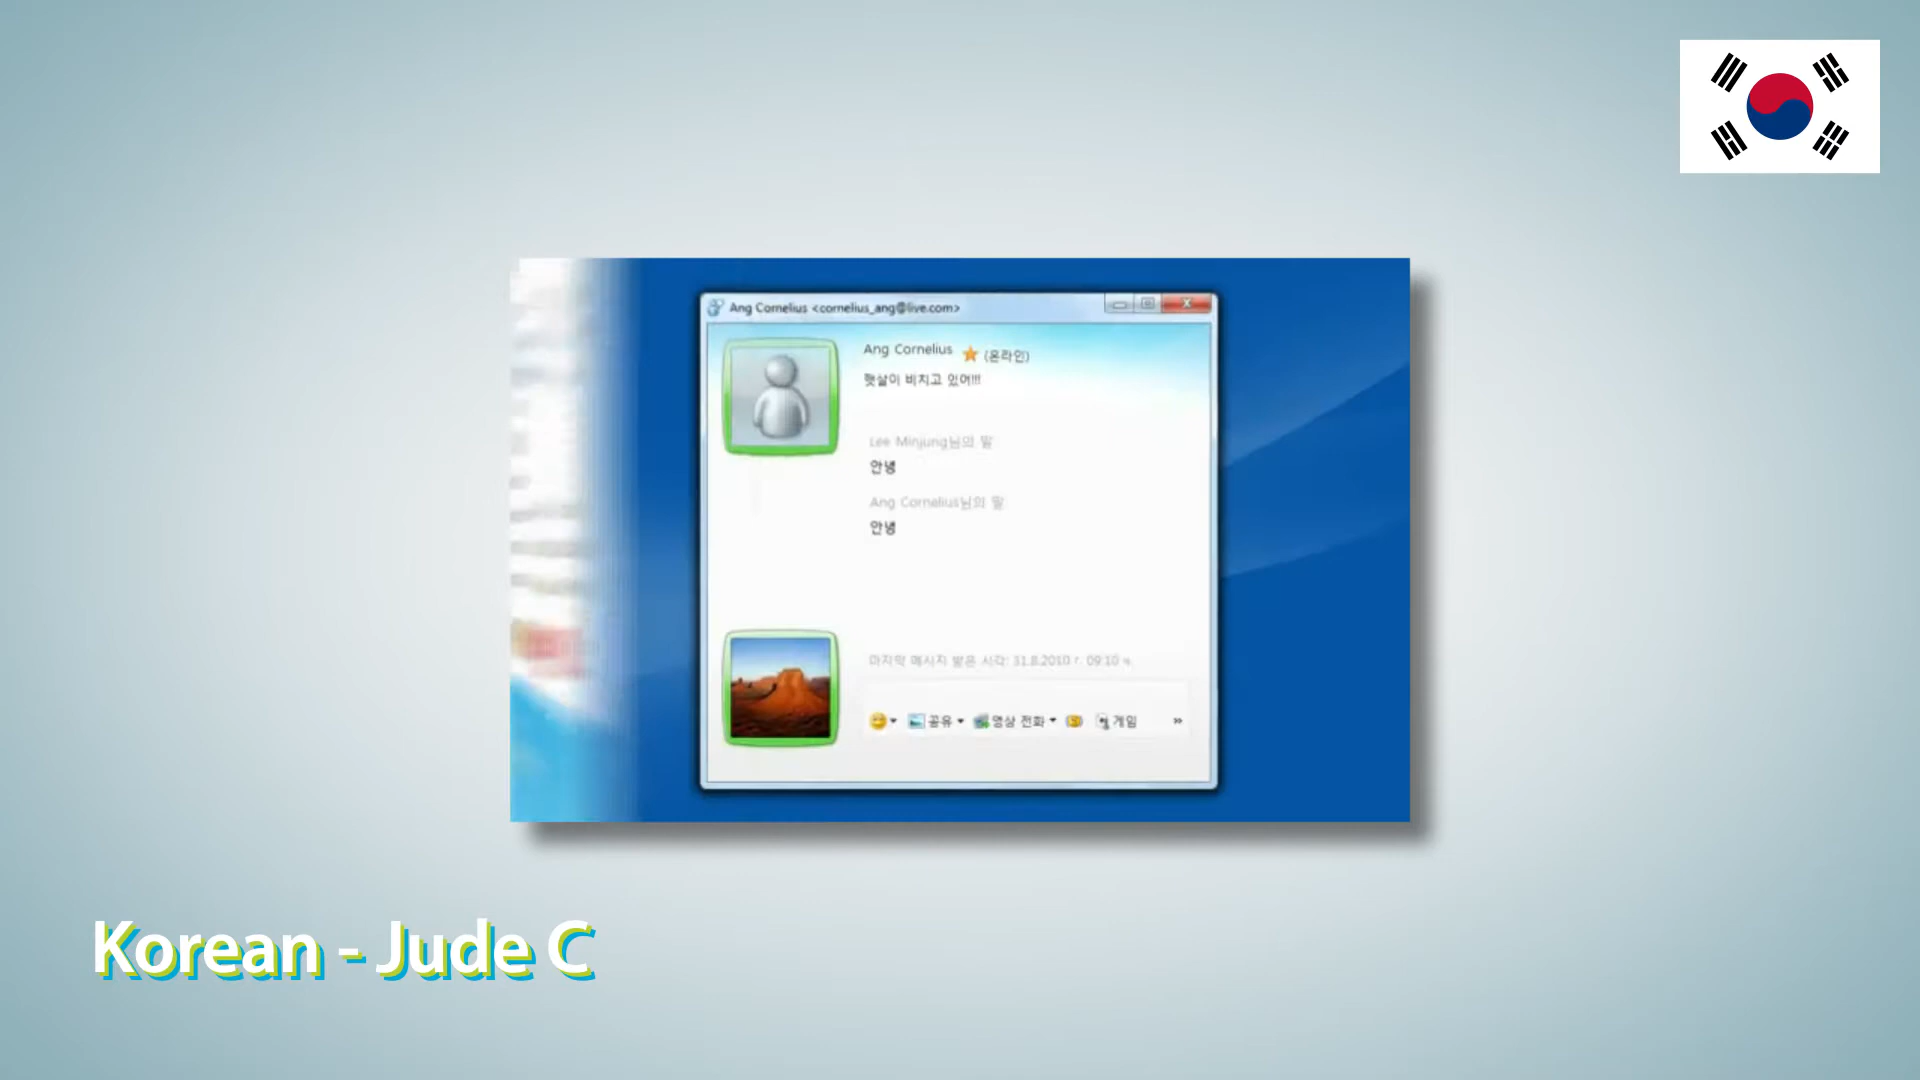 Ang Cornelius <cornelius_ang@live.com>
Ang Cornelius (온라인)
햇살이 비치고 있어!!!
Lee Minjung님의 말
안녕
Ang Cornelius님의 말
안녕
마지막 메시지 받은 시각: 31.8.2010 г. 09:10 ч.
공유 영상 전화 게임 »
Korean - Jude C